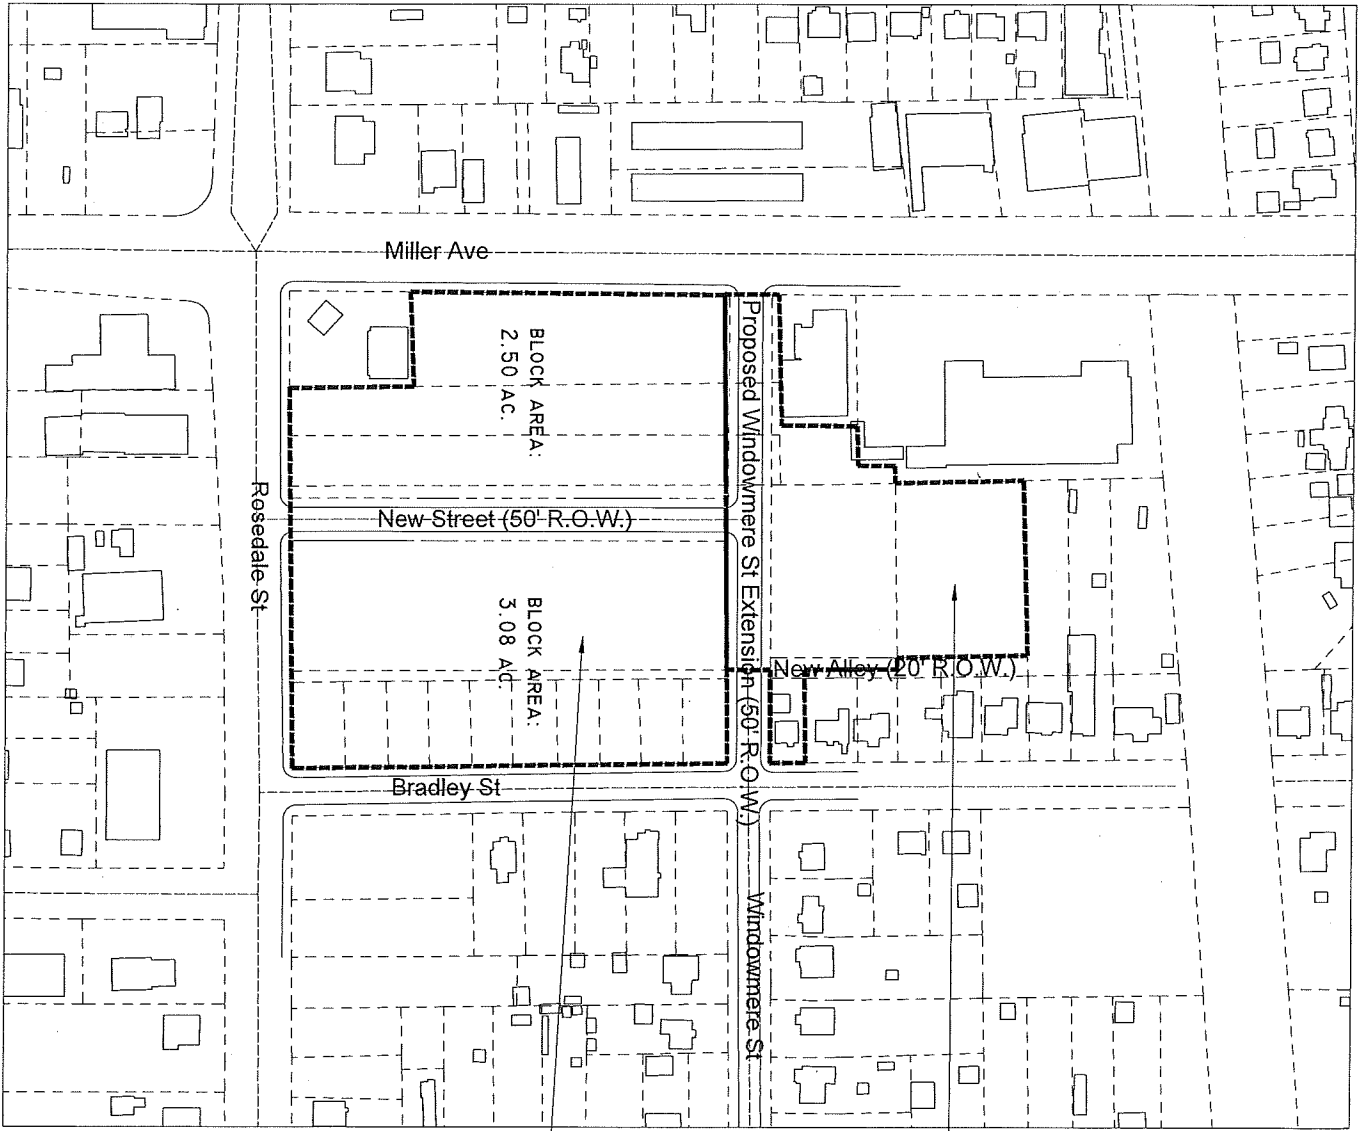 Miller Ave
BLOCK AREA:
2.50 AC.
Proposed Windowmere St Extension (50' R.O.W.)
Rosedale St
New Street (50' R.O.W.)
BLOCK AREA:
3.08 AC.
New Alley (20' R.O.W.)
Bradley St
Windowmere St